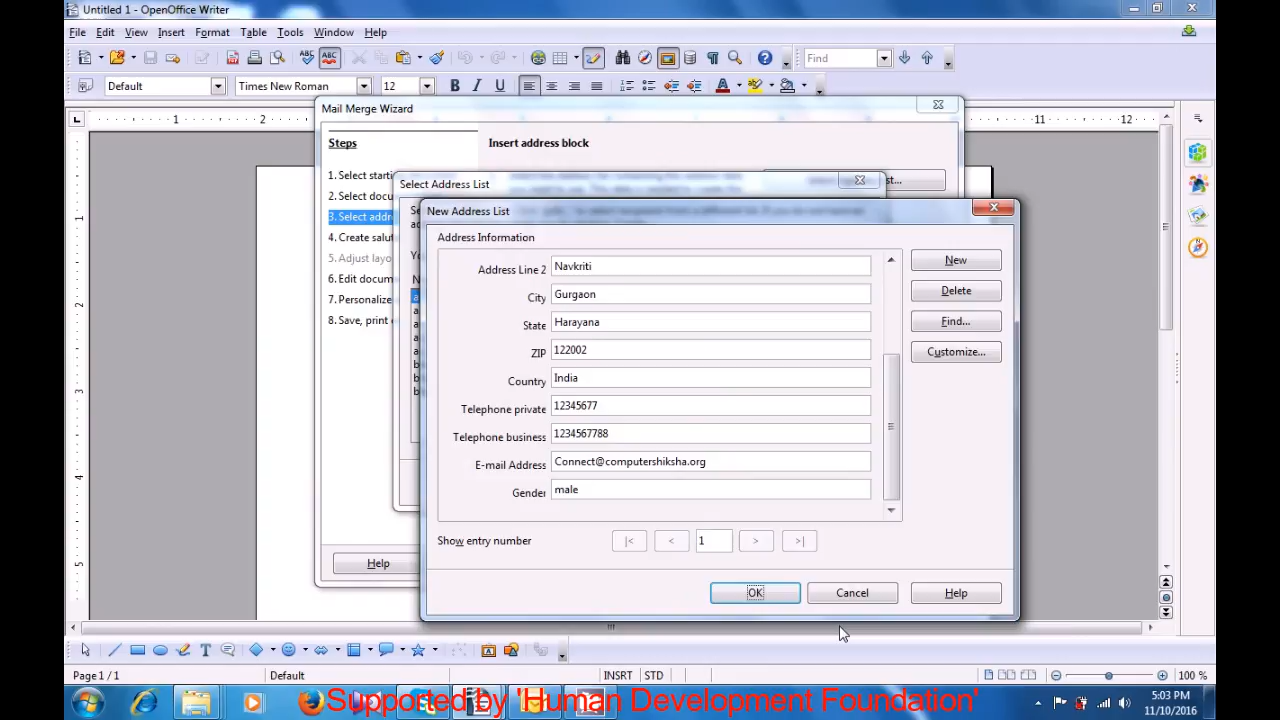 Untitled 1 - OpenOffice Writer
File Edit View Insert Format Table Tools Window Help
Find
Default Times New Roman 12
1 2 11 12
Mail Merge Wizard
Steps
Insert address block
1. Select starti
2. Select docu
3. Select addr
4. Create salut
5. Adjust layo
6. Edit docum
7. Personalize
8. Save, print
Help
Select Address List
New Address List
Address Information
Address Line 2 Navkriti
City Gurgaon
State Harayana
ZIP 122002
Country India
Telephone private 12345677
Telephone business 1234567788
E-mail Address Connect@computershiksha.org
Gender male
New
Delete
Find...
Customize...
Show entry number |< < 1 > >|
OK Cancel Help
Page 1 / 1 Default INSRT STD 100 %
Supported by 'Human Development Foundation'
5:03 PM
11/10/2016